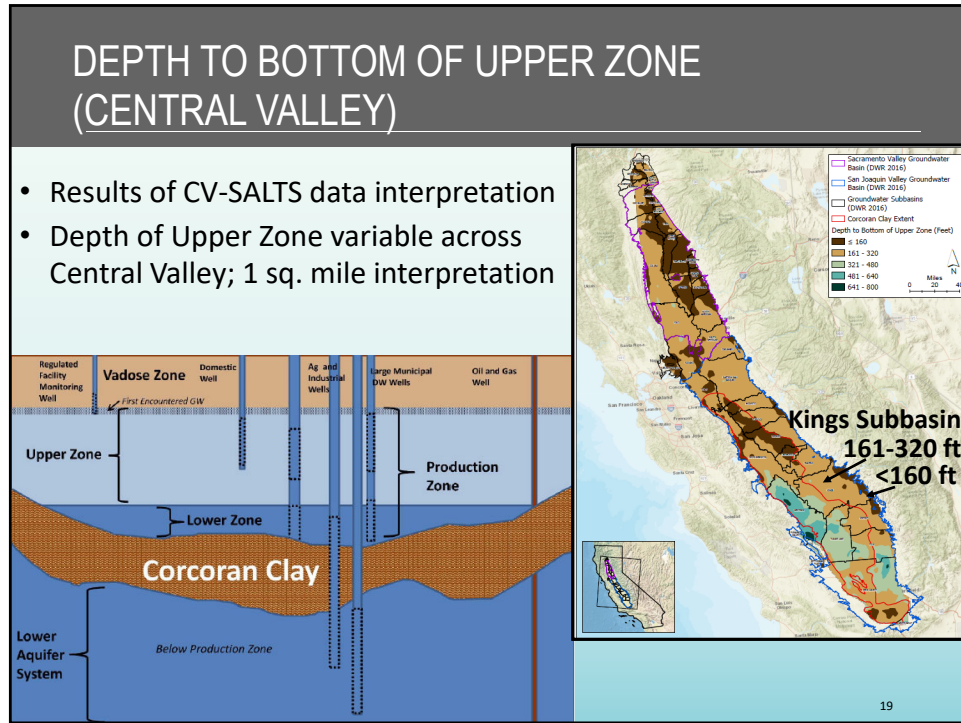 DEPTH TO BOTTOM OF UPPER ZONE
(CENTRAL VALLEY)
• Results of CV-SALTS data interpretation
• Depth of Upper Zone variable across
Central Valley; 1 sq. mile interpretation
Regulated
Facility
Monitoring
Well
Vadose Zone
Domestic
Well
Ag and
Industrial
Wells
Large Municipal
DW Wells
Oil and Gas
Well
First Encountered GW
Upper Zone
Production
Zone
Lower Zone
Corcoran Clay
Lower
Aquifer
System
Below Production Zone
Sacramento Valley Groundwater
Basin (DWR 2016)
San Joaquin Valley Groundwater
Basin (DWR 2016)
Groundwater Subbasins
(DWR 2016)
Corcoran Clay Extent
Depth to Bottom of Upper Zone (Feet)
≤ 160
161 - 320
321 - 480
481 - 640
641 - 800
N
Miles
0 20 40
San Francisco
San Jose
Kings Subbasin
161-320 ft
<160 ft
19